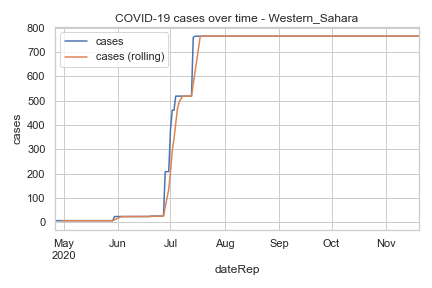 COVID-19 cases over time - Western_Sahara
cases
cases (rolling)
800
700
600
500
400
300
200
100
0
cases
May Jun Jul Aug Sep Oct Nov
2020
dateRep